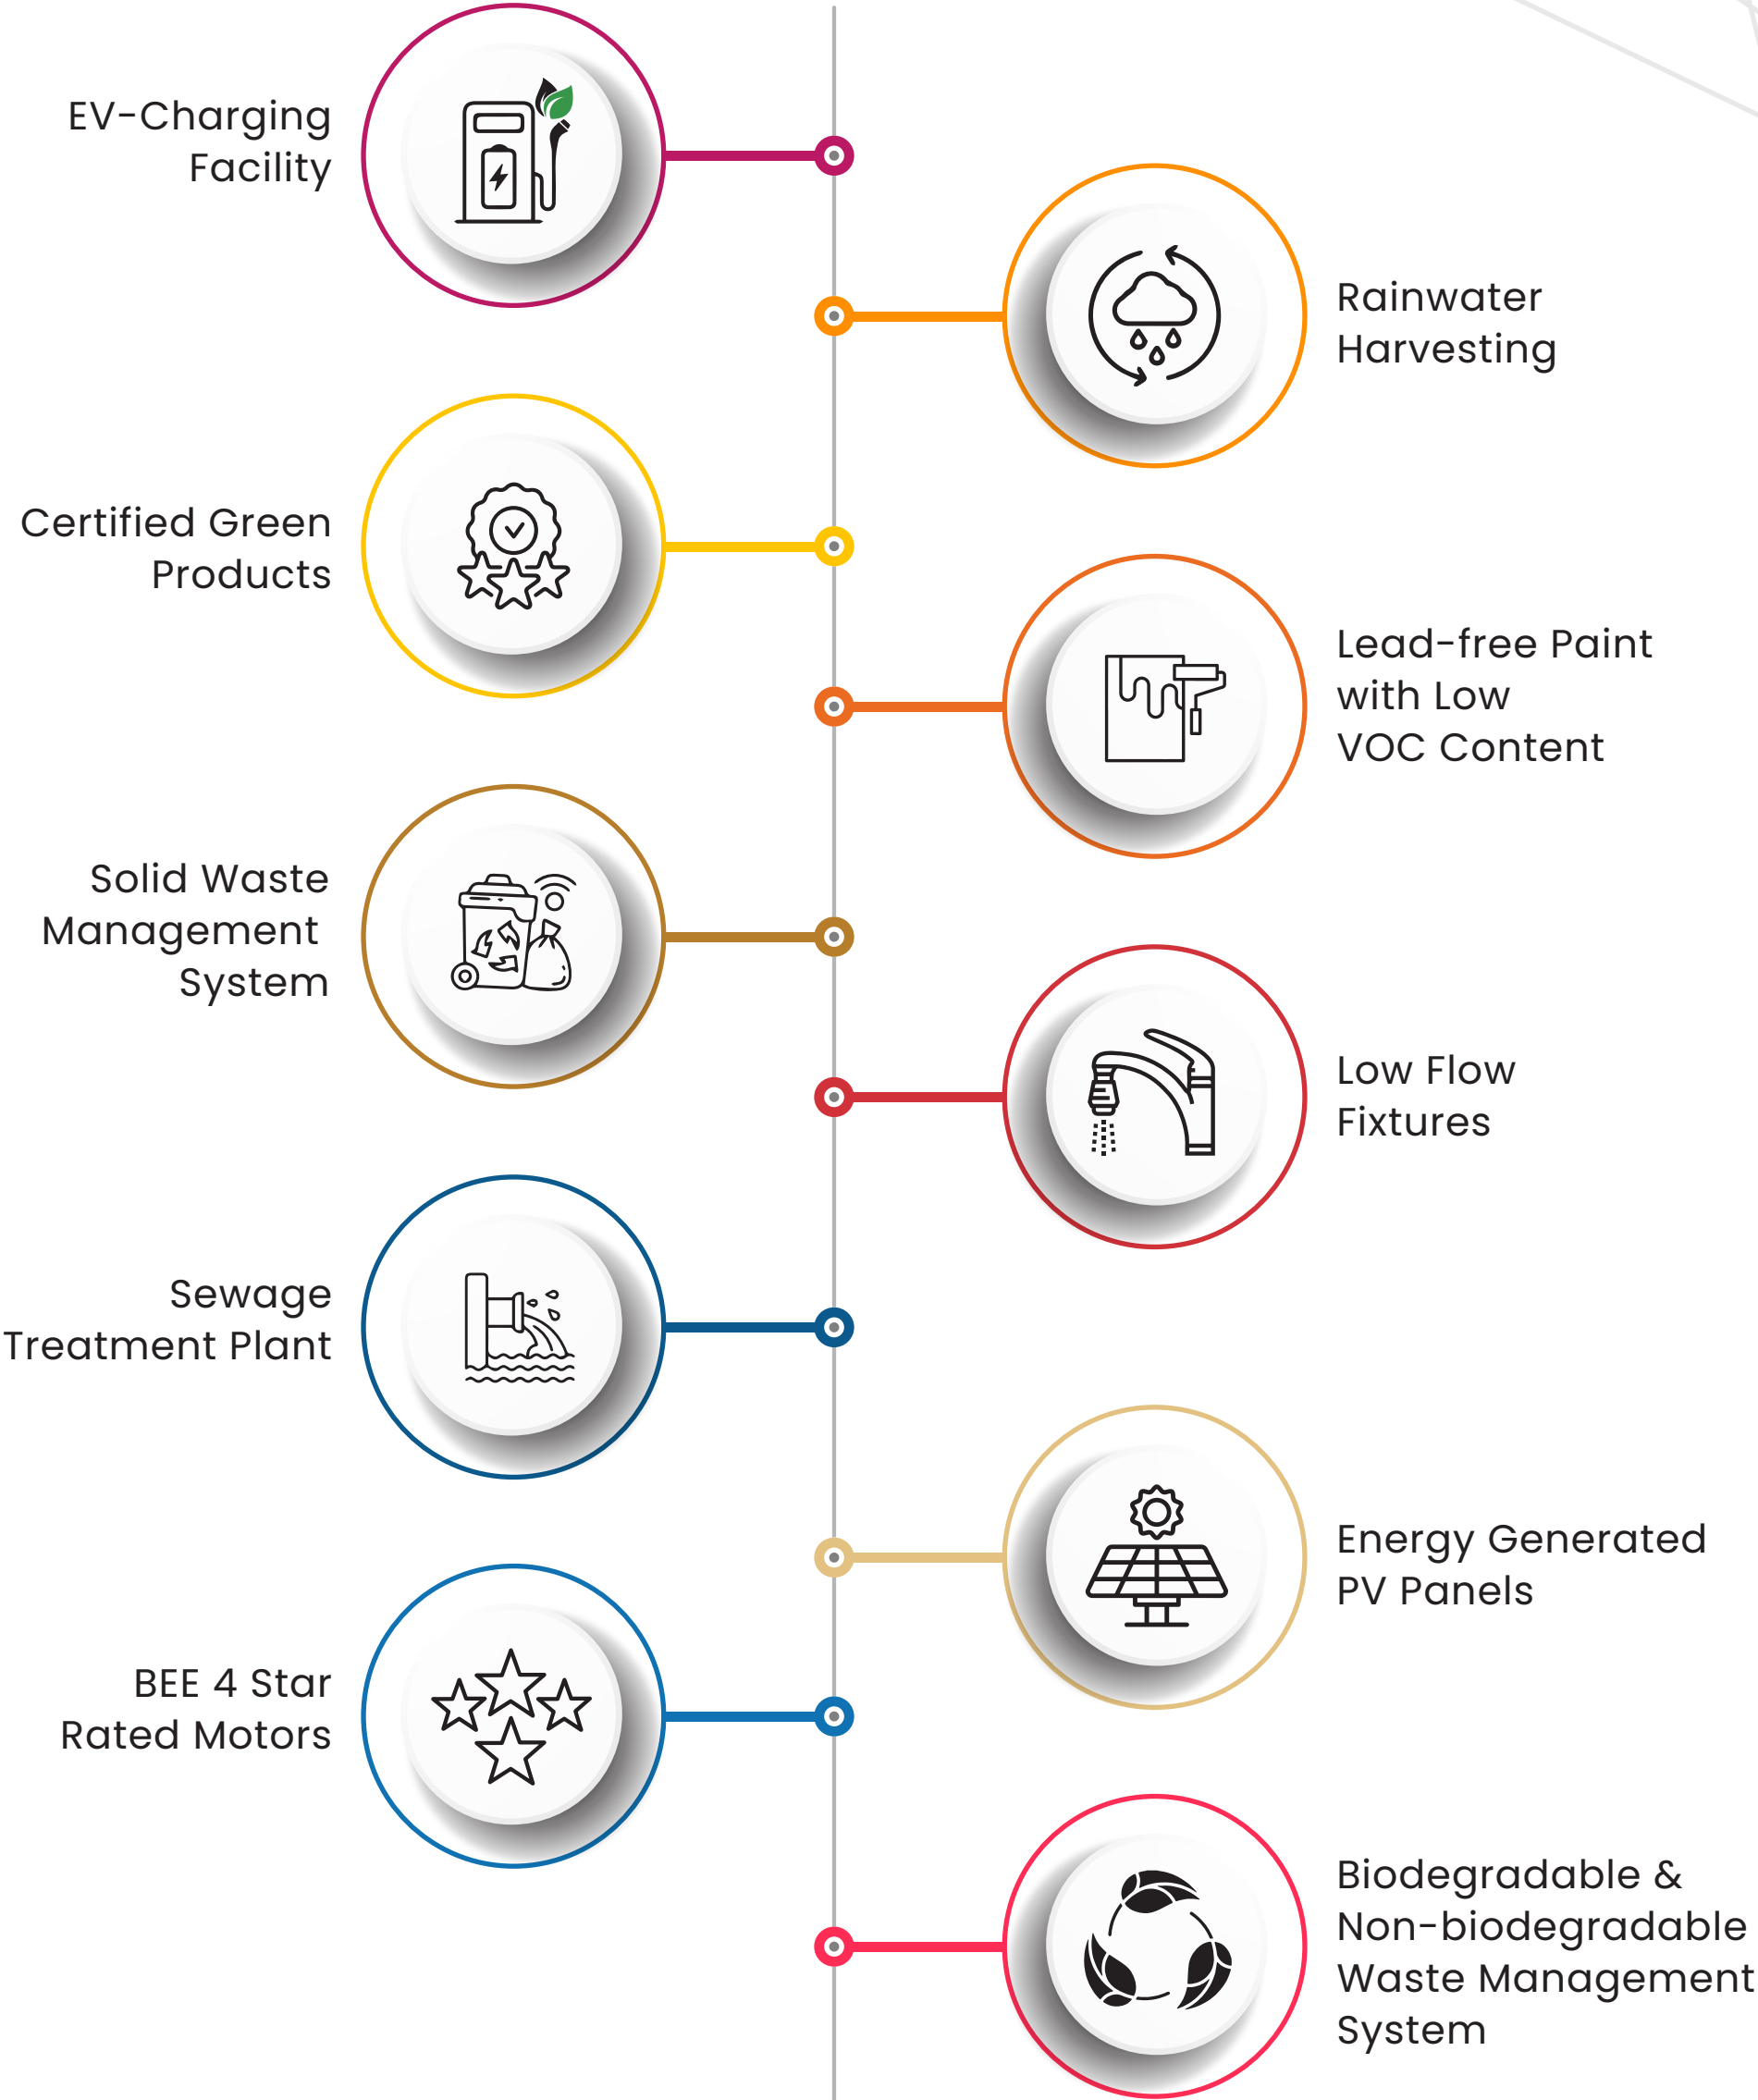 EV-Charging
Facility
Rainwater
Harvesting
Certified Green
Products
Lead-free Paint
with Low
VOC Content
Solid Waste
Management
System
Low Flow
Fixtures
Sewage
Treatment Plant
Energy Generated
PV Panels
BEE 4 Star
Rated Motors
Biodegradable &
Non-biodegradable
Waste Management
System